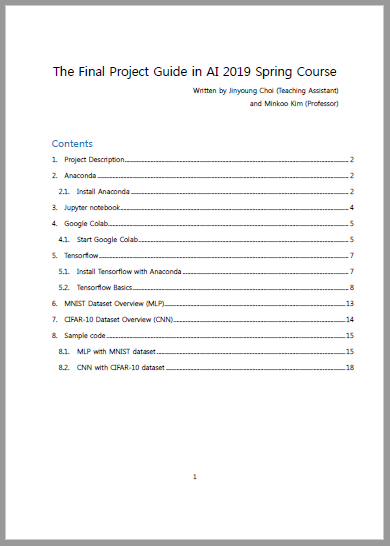 The Final Project Guide in AI 2019 Spring Course
Written by Jinyoung Choi (Teaching Assistant)
and Minkoo Kim (Professor)
Contents
1. Project Description 2
2. Anaconda 2
2.1. Install Anaconda 2
3. Jupyter notebook 4
4. Google Colab 5
4.1. Start Google Colab 5
5. Tensorflow 7
5.1. Install Tensorflow with Anaconda 7
5.2. Tensorflow Basics 8
6. MNIST Dataset Overview (MLP) 13
7. CIFAR-10 Dataset Overview (CNN) 14
8. Sample code 15
8.1. MLP with MNIST dataset 15
8.2. CNN with CIFAR-10 dataset 18
1